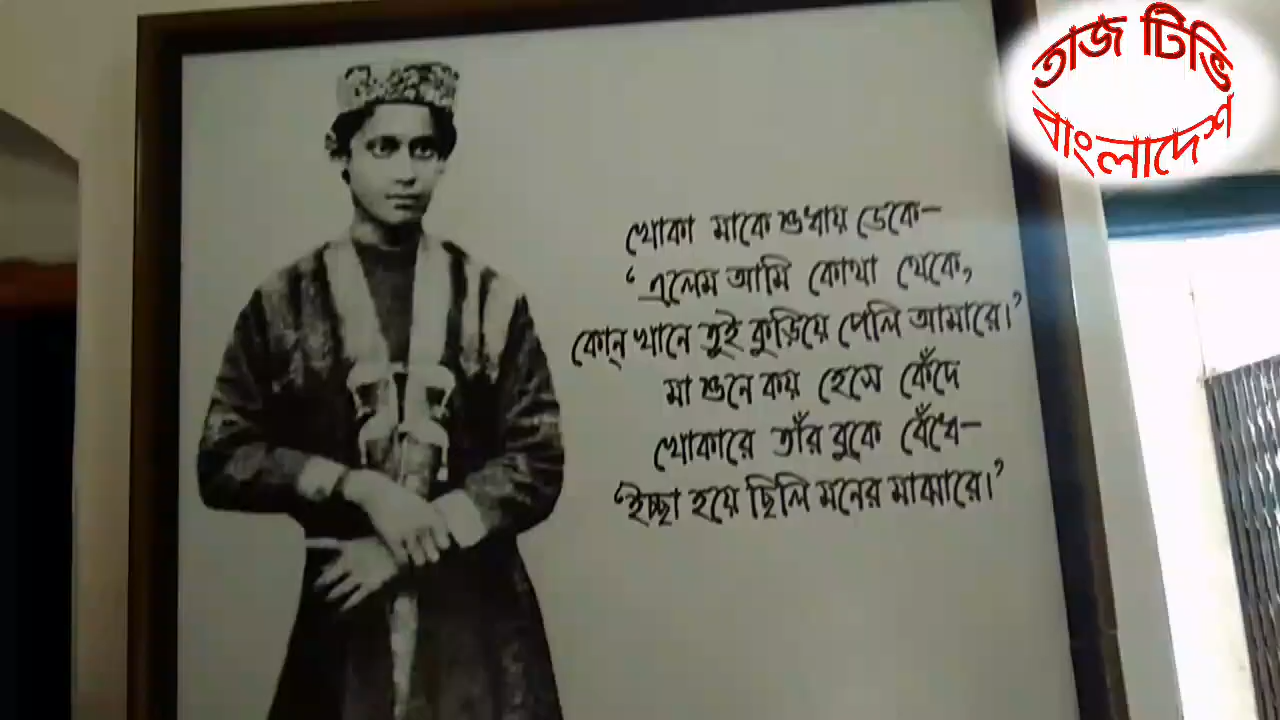 তাজ টিভি
বাংলাদেশ
খোকা মাকে শুধায় ডেকে—
‘এলেম আমি কোথা থেকে,
কোন্ খানে তুই কুড়িয়ে পেলি আমারে।’
মা শুনে কয় হেসে কেঁদে
খোকারে তাঁর বুকে বেঁধে—
‘ইচ্ছা হয়ে ছিলি মনের মাঝারে।’